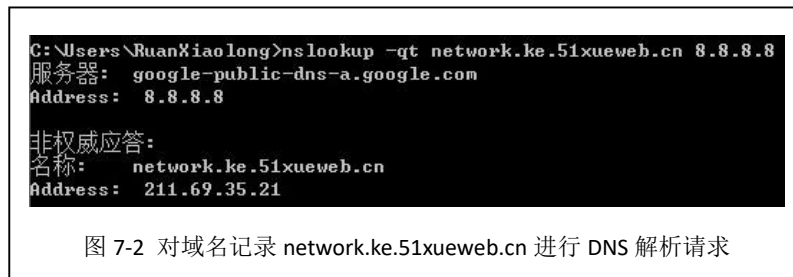 C:\Users\RuanXiaolong>nslookup -qt network.ke.51xueweb.cn 8.8.8.8
服务器:  google-public-dns-a.google.com
Address:  8.8.8.8
非权威应答:
名称:    network.ke.51xueweb.cn
Address:  211.69.35.21
图 7-2 对域名记录 network.ke.51xueweb.cn 进行 DNS 解析请求